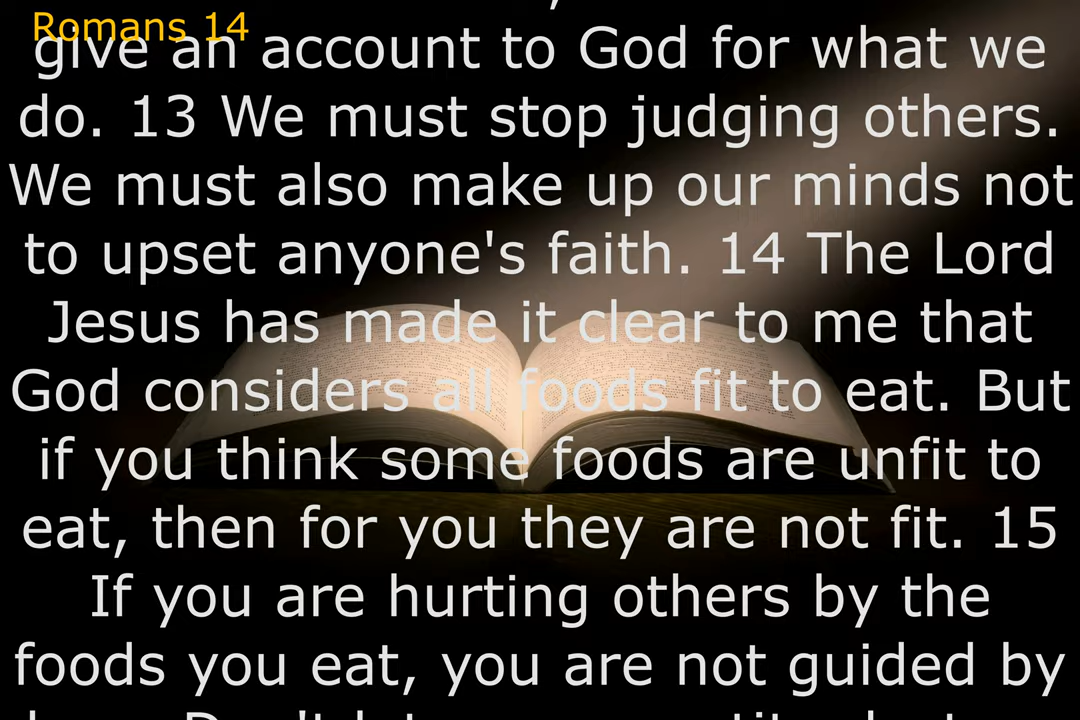 Romans 14
give an account to God for what we
do. 13 We must stop judging others.
We must also make up our minds not
to upset anyone's faith. 14 The Lord
Jesus has made it clear to me that
God considers all foods fit to eat. But
if you think some foods are unfit to
eat, then for you they are not fit. 15
If you are hurting others by the
foods you eat, you are not guided by